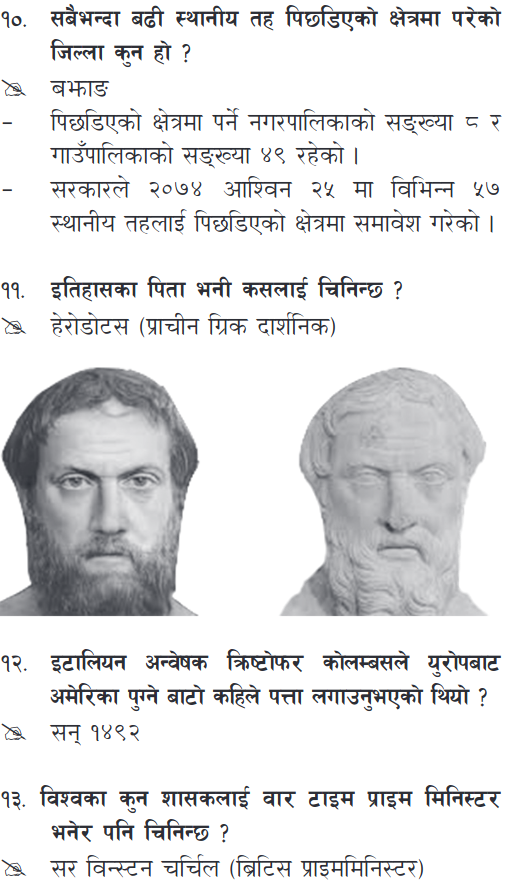 १०. सबैभन्दा बढी स्थानीय तह पिछडिएको क्षेत्रमा परेको
जिल्ला कुन हो ?
बझाङ
– पिछडिएको क्षेत्रमा पर्ने नगरपालिकाको सङ्ख्या ८ र
गाउँपालिकाको सङ्ख्या ४९ रहेको ।
– सरकारले २०७४ आश्विन २५ मा विभिन्न ५७
स्थानीय तहलाई पिछडिएको क्षेत्रमा समावेश गरेको ।
११. इतिहासका पिता भनी कसलाई चिनिन्छ ?
हेरोडोटस (प्राचीन ग्रिक दार्शनिक)
१२. इटालियन अन्वेषक क्रिष्टोफर कोलम्बसले युरोपबाट
अमेरिका पुग्ने बाटो कहिले पत्ता लगाउनुभएको थियो ?
सन् १४९२
१३. विश्वका कुन शासकलाई वार टाइम प्राइम मिनिस्टर
भनेर पनि चिनिन्छ ?
सर विन्स्टन चर्चिल (ब्रिटिस प्राइममिनिस्टर)